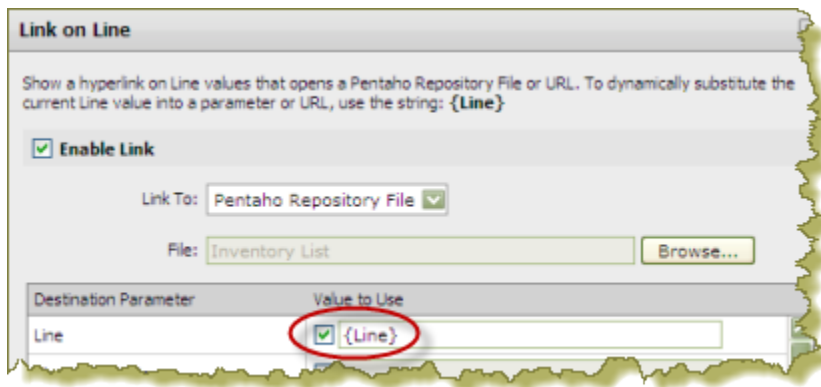 Link on Line
Show a hyperlink on Line values that opens a Pentaho Repository File or URL. To dynamically substitute the
current Line value into a parameter or URL, use the string: {Line}
Enable Link
Link To: Pentaho Repository File
File: Inventory List Browse...
Destination Parameter Value to Use
Line {Line}